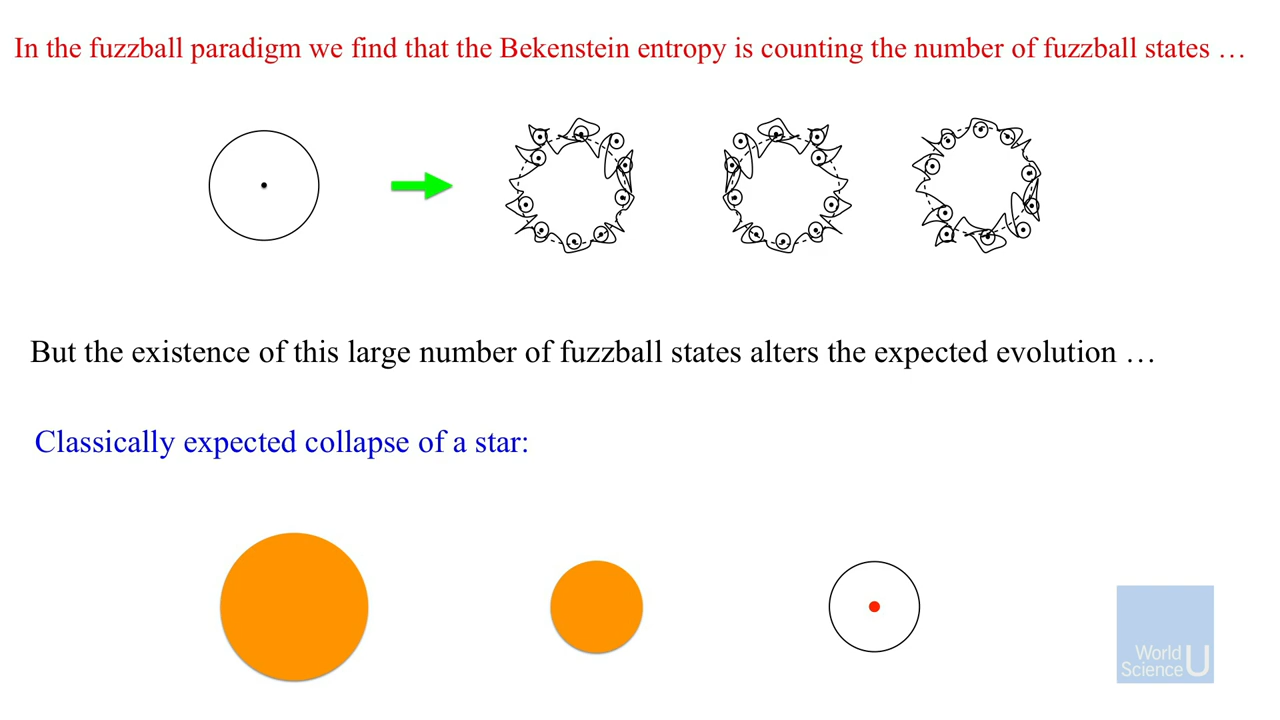 In the fuzzball paradigm we find that the Bekenstein entropy is counting the number of fuzzball states …
But the existence of this large number of fuzzball states alters the expected evolution …
Classically expected collapse of a star:
World
Science U